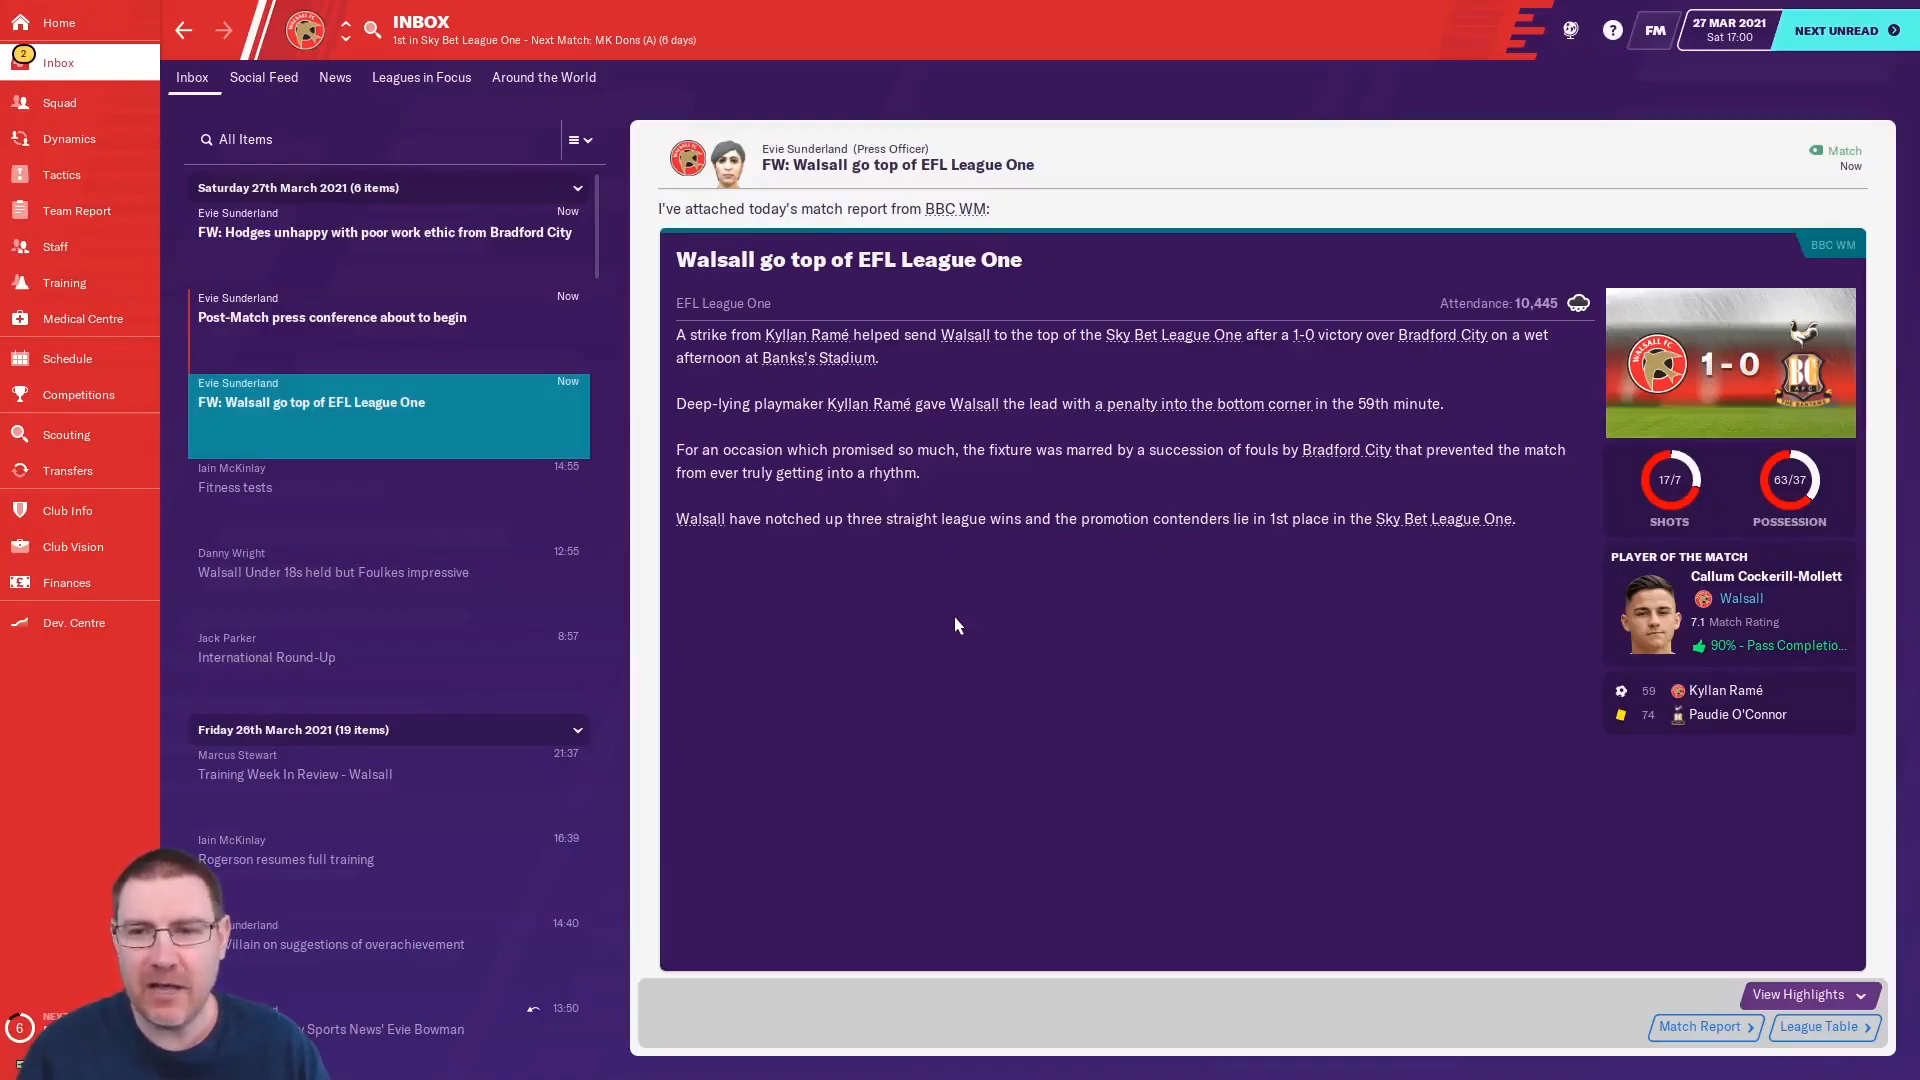 Home
2
Inbox
Squad
Dynamics
Tactics
Team Report
Staff
Training
Medical Centre
Schedule
Competitions
Scouting
Transfers
Club Info
Club Vision
Finances
Dev. Centre
6
INBOX
1st in Sky Bet League One - Next Match: MK Dons (A) (6 days)
?
FM
27 MAR 2021
Sat 17:00
NEXT UNREAD
Inbox Social Feed News Leagues in Focus Around the World
All Items
Saturday 27th March 2021 (6 items)
Evie Sunderland Now
FW: Hodges unhappy with poor work ethic from Bradford City
Evie Sunderland Now
Post-Match press conference about to begin
Evie Sunderland Now
FW: Walsall go top of EFL League One
Iain McKinlay 14:55
Fitness tests
Danny Wright 12:55
Walsall Under 18s held but Foulkes impressive
Jack Parker 8:57
International Round-Up
Friday 26th March 2021 (19 items)
Marcus Stewart 21:37
Training Week In Review - Walsall
Iain McKinlay 16:39
Rogerson resumes full training
underland 14:40
Villain on suggestions of overachievement
13:50
Sports News' Evie Bowman
Evie Sunderland (Press Officer)
FW: Walsall go top of EFL League One
Match
Now
I've attached today's match report from BBC WM:
BBC WM
Walsall go top of EFL League One
EFL League One Attendance: 10,445
A strike from Kyllan Ramé helped send Walsall to the top of the Sky Bet League One after a 1-0 victory over Bradford City on a wet
afternoon at Banks's Stadium.
Deep-lying playmaker Kyllan Ramé gave Walsall the lead with a penalty into the bottom corner in the 59th minute.
For an occasion which promised so much, the fixture was marred by a succession of fouls by Bradford City that prevented the match
from ever truly getting into a rhythm.
Walsall have notched up three straight league wins and the promotion contenders lie in 1st place in the Sky Bet League One.
WALSALL FC
1 - 0
BC
17/7
63/37
SHOTS
POSSESSION
PLAYER OF THE MATCH
Callum Cockerill-Mollett
Walsall
7.1 Match Rating
90% - Pass Completio...
59 Kyllan Ramé
74 Paudie O'Connor
View Highlights
Match Report
League Table